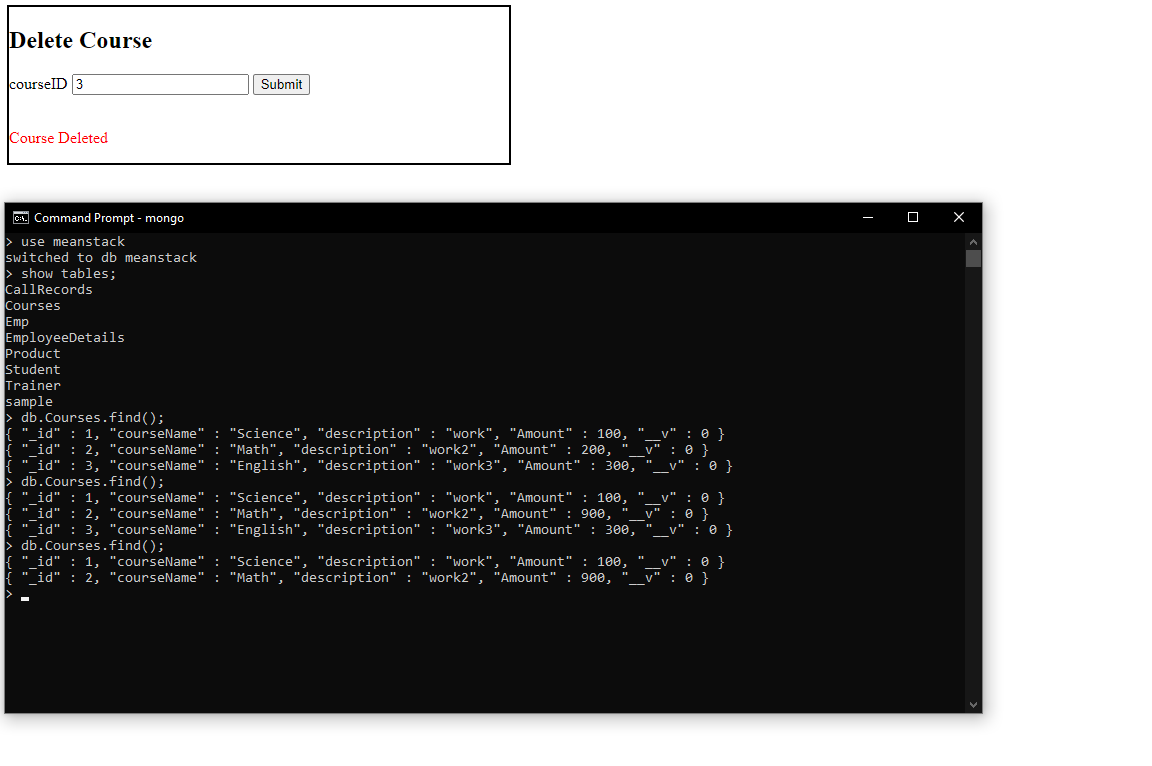 Delete Course
courseID 3 Submit
Course Deleted
Command Prompt - mongo
> use meanstack
switched to db meanstack
> show tables;
CallRecords
Courses
Emp
EmployeeDetails
Product
Student
Trainer
sample
> db.Courses.find();
{ "_id" : 1, "courseName" : "Science", "description" : "work", "Amount" : 100, "__v" : 0 }
{ "_id" : 2, "courseName" : "Math", "description" : "work2", "Amount" : 200, "__v" : 0 }
{ "_id" : 3, "courseName" : "English", "description" : "work3", "Amount" : 300, "__v" : 0 }
> db.Courses.find();
{ "_id" : 1, "courseName" : "Science", "description" : "work", "Amount" : 100, "__v" : 0 }
{ "_id" : 2, "courseName" : "Math", "description" : "work2", "Amount" : 900, "__v" : 0 }
{ "_id" : 3, "courseName" : "English", "description" : "work3", "Amount" : 300, "__v" : 0 }
> db.Courses.find();
{ "_id" : 1, "courseName" : "Science", "description" : "work", "Amount" : 100, "__v" : 0 }
{ "_id" : 2, "courseName" : "Math", "description" : "work2", "Amount" : 900, "__v" : 0 }
>